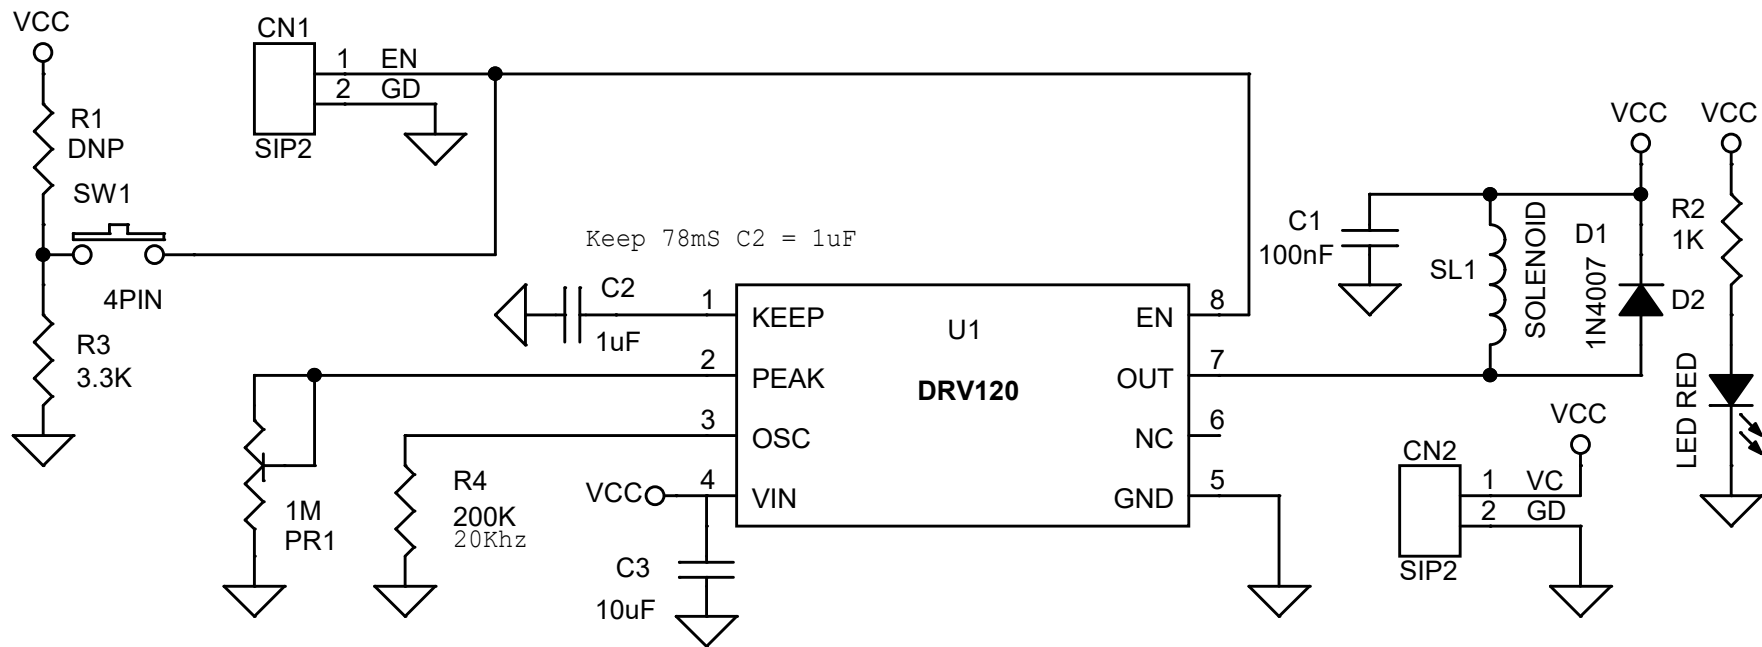 VCC
CN1
1 EN
2 GD
SIP2
R1
DNP
SW1
4PIN
R3
3.3K
Keep 78mS C2 = 1uF
C2
1uF
1
KEEP
2
PEAK
3
OSC
4
VIN
U1
DRV120
8
EN
7
OUT
6
NC
5
GND
1M
PR1
R4
200K
20Khz
VCC
C3
10uF
VCC
VCC
C1
100nF
SL1
SOLENOID
D1
1N4007
R2
1K
D2
LED RED
VCC
CN2
1 VC
2 GD
SIP2